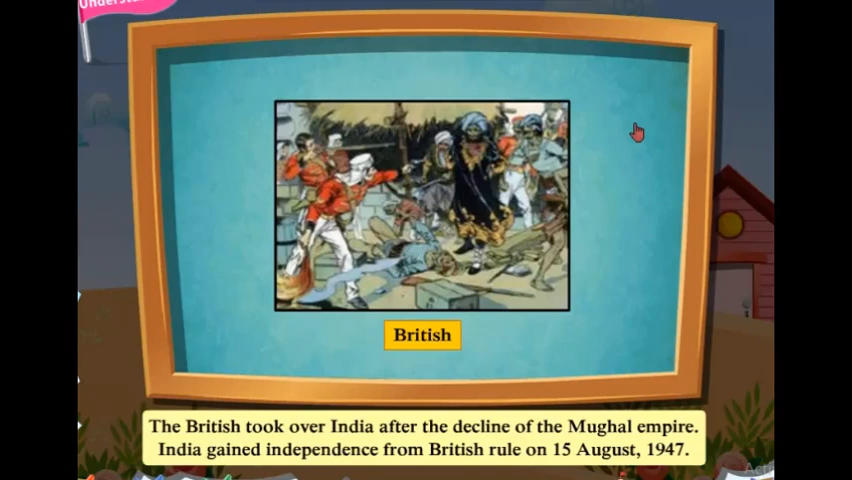 British
The British took over India after the decline of the Mughal empire.
India gained independence from British rule on 15 August, 1947.